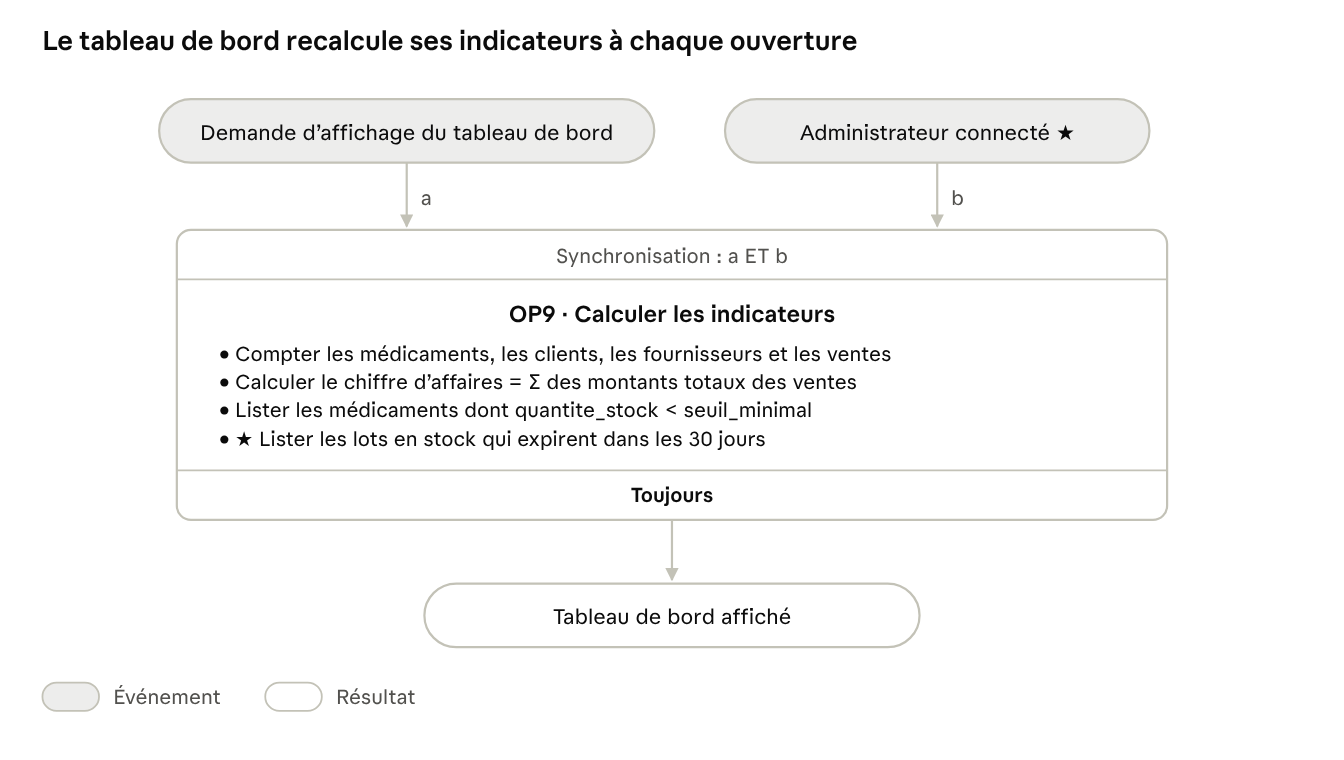 Le tableau de bord recalcule ses indicateurs à chaque ouverture
Demande d’affichage du tableau de bord
Administrateur connecté ★
a
b
Synchronisation : a ET b
OP9 · Calculer les indicateurs
• Compter les médicaments, les clients, les fournisseurs et les ventes
• Calculer le chiffre d’affaires = Σ des montants totaux des ventes
• Lister les médicaments dont quantite_stock < seuil_minimal
• ★ Lister les lots en stock qui expirent dans les 30 jours
Toujours
Tableau de bord affiché
Événement
Résultat